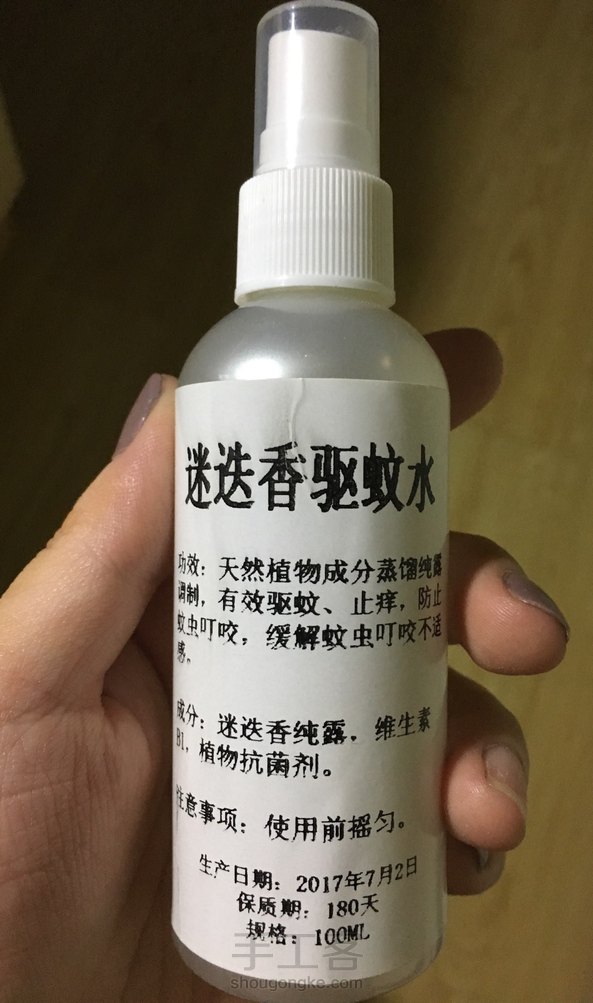 迷迭香驱蚊水
功效：天然植物成分蒸馏纯露
调制，有效驱蚊、止痒，防止
蚊虫叮咬，缓解蚊虫叮咬不适
感。
成分：迷迭香纯露，维生素
B1，植物抗菌剂。
注意事项：使用前摇匀。
生产日期：2017年7月2日
保质期：180天
规格：100ML
手工客
shougongke.com